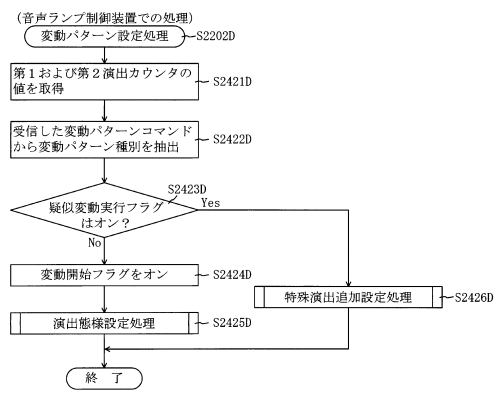 (音声ランプ制御装置での処理)
変動パターン設定処理
S2202D
第1および第2演出カウンタの
値を取得
S2421D
受信した変動パターンコマンド
から変動パターン種別を抽出
S2422D
S2423D
疑似変動実行フラグ
はオン?
Yes
No
変動開始フラグをオン
S2424D
特殊演出追加設定処理
S2426D
演出態様設定処理
S2425D
終 了